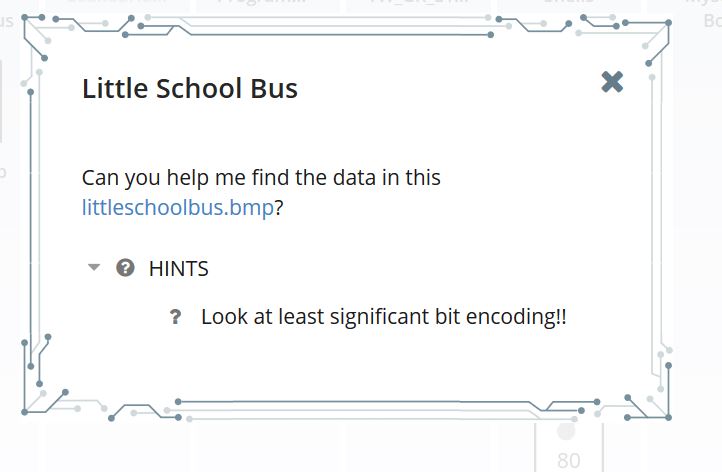 Little School Bus
Can you help me find the data in this
littleschoolbus.bmp?
HINTS
? Look at least significant bit encoding!!
80